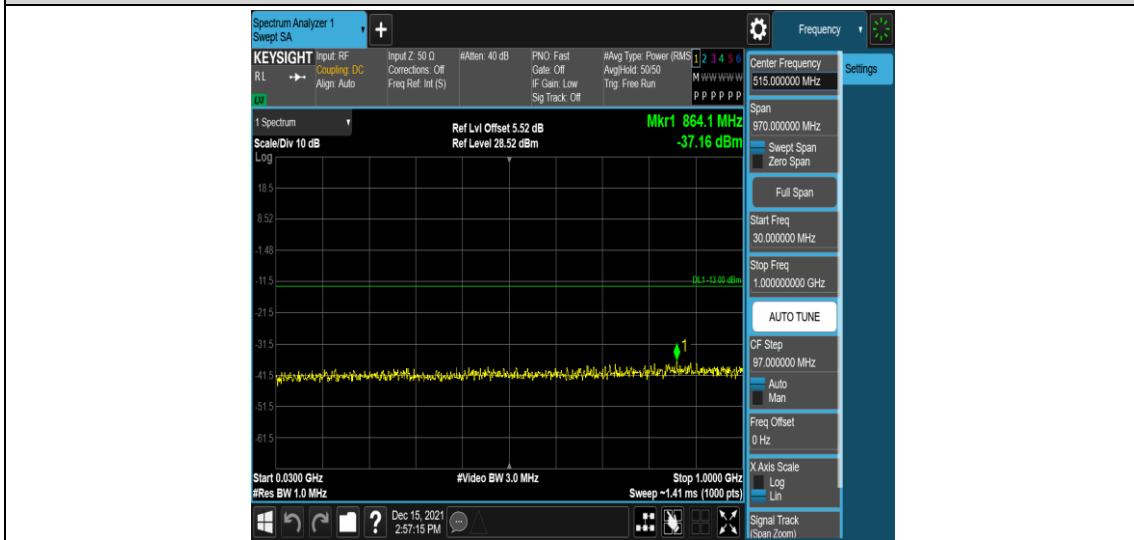 Spectrum Analyzer 1
Swept SA
+
Frequency
KEYSIGHT
RL
Input: RF
Coupling: DC
Align: Auto
Input Z: 50 Ω
Corrections: Off
Freq Ref: Int (S)
#Atten: 40 dB
PNO: Fast
Gate: Off
IF Gain: Low
Sig Track: Off
#Avg Type: Power (RMS
Avg|Hold: 50/50
Trig: Free Run
1 2 3 4 5 6
M W W W W W
P P P P P P
1 Spectrum
Scale/Div 10 dB
Log
Ref Lvl Offset 5.52 dB
Ref Level 28.52 dBm
Mkr1 864.1 MHz
-37.16 dBm
18.5
8.52
-1.48
-11.5
DL1 -13.00 dBm
-21.5
-31.5
1
-41.5
-51.5
-61.5
Start 0.0300 GHz
#Res BW 1.0 MHz
#Video BW 3.0 MHz
Stop 1.0000 GHz
Sweep ~1.41 ms (1000 pts)
?
Dec 15, 2021
2:57:15 PM
Center Frequency
515.000000 MHz
Settings
Span
970.000000 MHz
Swept Span
Zero Span
Full Span
Start Freq
30.000000 MHz
Stop Freq
1.000000000 GHz
AUTO TUNE
CF Step
97.000000 MHz
Auto
Man
Freq Offset
0 Hz
X Axis Scale
Log
Lin
Signal Track
(Span Zoom)